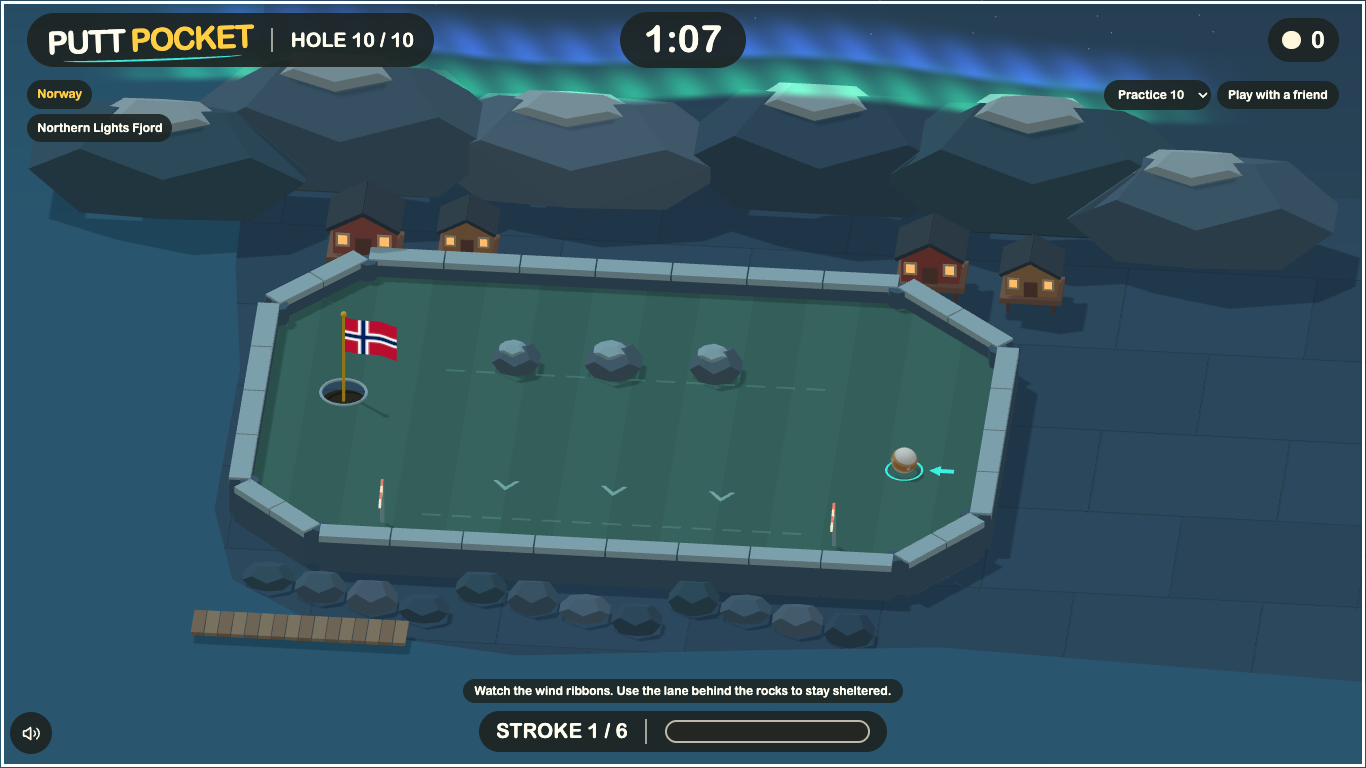 PUTT POCKET
HOLE 10 / 10
1:07
0
Norway
Northern Lights Fjord
Practice 10
Play with a friend
Watch the wind ribbons. Use the lane behind the rocks to stay sheltered.
STROKE 1 / 6